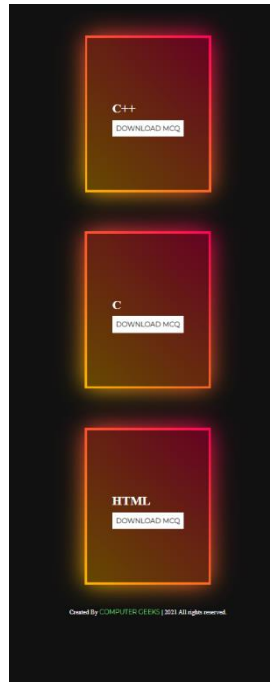 C++
DOWNLOAD MCQ
C
DOWNLOAD MCQ
HTML
DOWNLOAD MCQ
Created By COMPUTER GEEKS | 2021 All rights reserved.